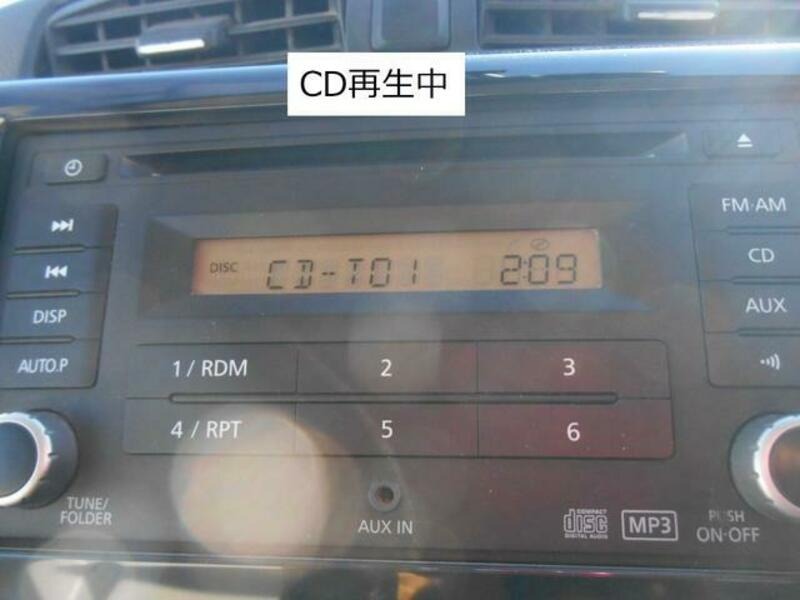 CD再生中
FM·AM
DISC CD--T01 2:09
CD
DISP
AUX
AUTO.P
1 / RDM 2 3
4 / RPT 5 6
TUNE/
FOLDER
AUX IN
COMPACT
disc
DIGITAL AUDIO
MP3
PUSH
ON-OFF